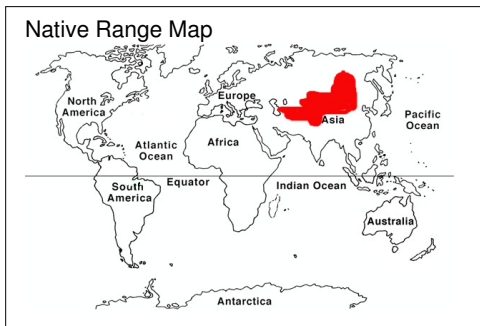 Native Range Map
North
America
Europe
Asia
Pacific
Ocean
Atlantic
Ocean
Africa
South
America
Equator
Indian Ocean
Australia
Antarctica